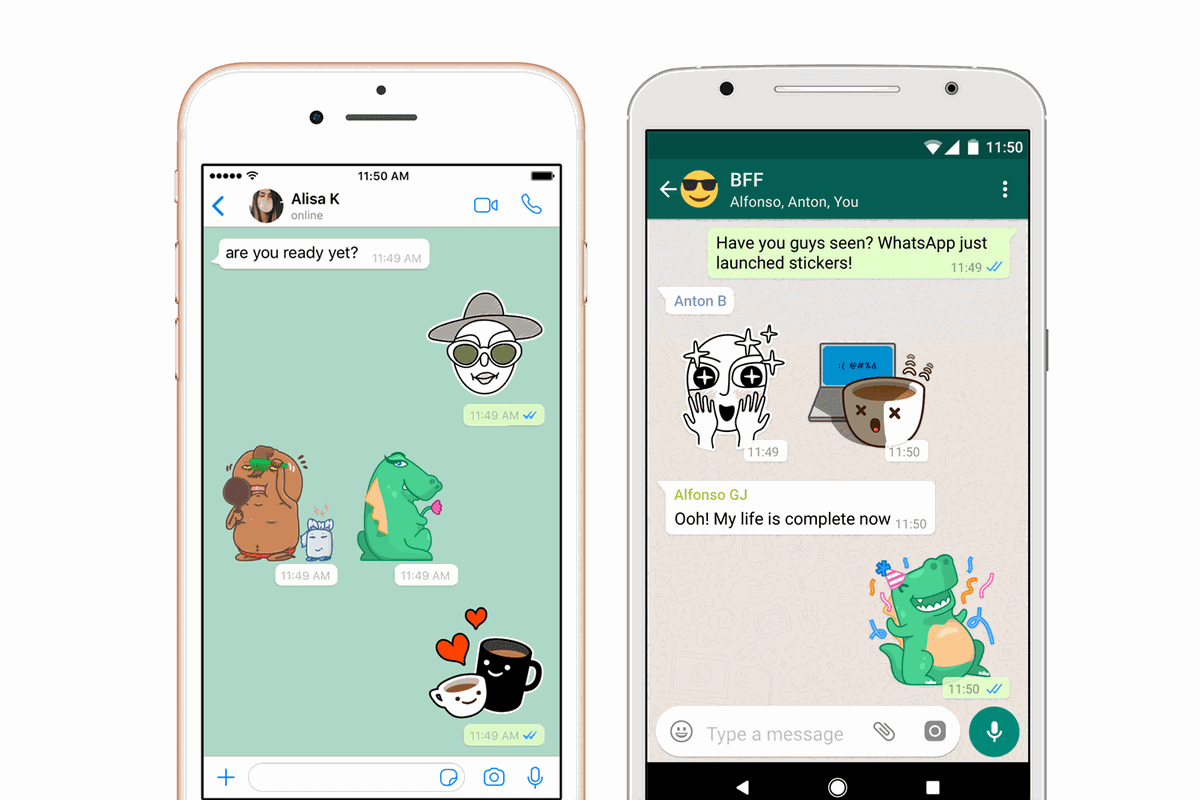 11:50 AM
Alisa K
online
are you ready yet? 11:49 AM
11:49 AM
11:49 AM
11:49 AM
11:49 AM
11:50
BFF
Alfonso, Anton, You
Have you guys seen? WhatsApp just
launched stickers!
11:49
Anton B
:( @#%&
11:49
11:50
Alfonso GJ
Ooh! My life is complete now 11:50
11:50
Type a message